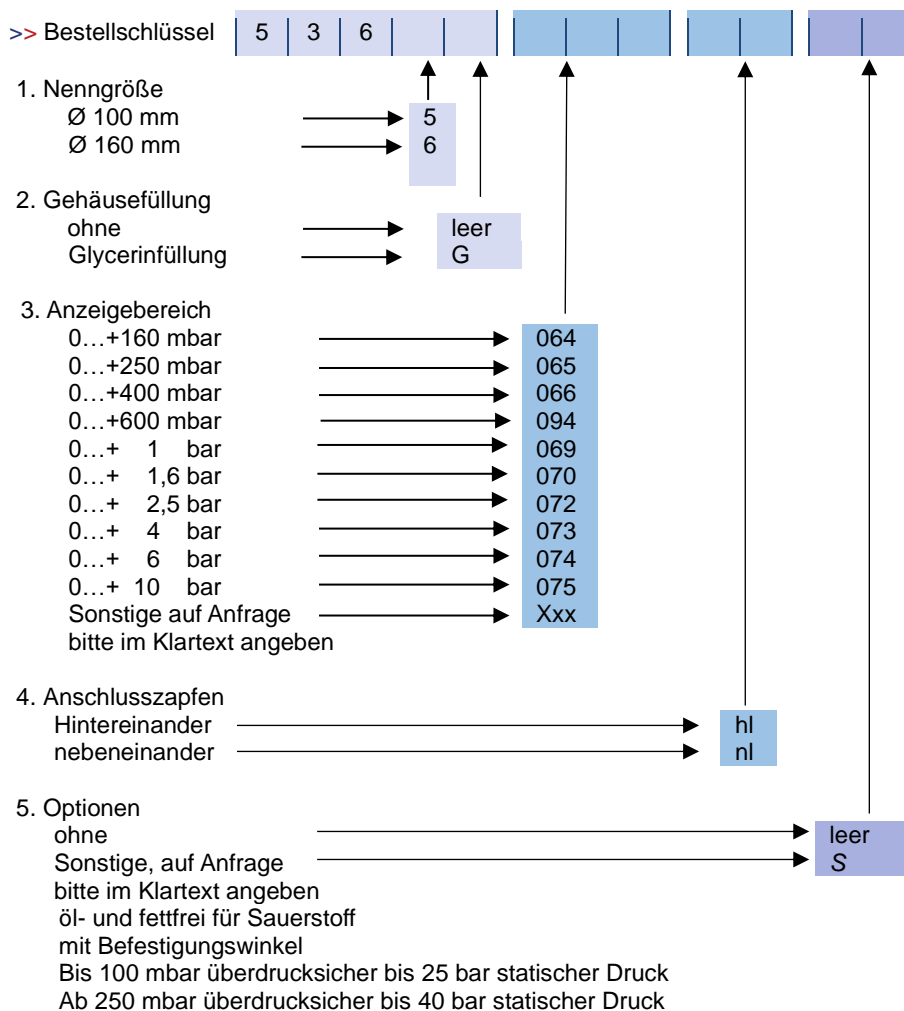 >> Bestellschlüssel 5 3 6
1. Nenngröße
Ø 100 mm 5
Ø 160 mm 6
2. Gehäusefüllung
ohne leer
Glycerinfüllung G
3. Anzeigebereich
0…+160 mbar 064
0…+250 mbar 065
0…+400 mbar 066
0…+600 mbar 094
0…+ 1 bar 069
0…+ 1,6 bar 070
0…+ 2,5 bar 072
0…+ 4 bar 073
0…+ 6 bar 074
0…+ 10 bar 075
Sonstige auf Anfrage Xxx
bitte im Klartext angeben
4. Anschlusszapfen
Hintereinander hl
nebeneinander nl
5. Optionen
ohne leer
Sonstige, auf Anfrage S
bitte im Klartext angeben
öl- und fettfrei für Sauerstoff
mit Befestigungswinkel
Bis 100 mbar überdrucksicher bis 25 bar statischer Druck
Ab 250 mbar überdrucksicher bis 40 bar statischer Druck